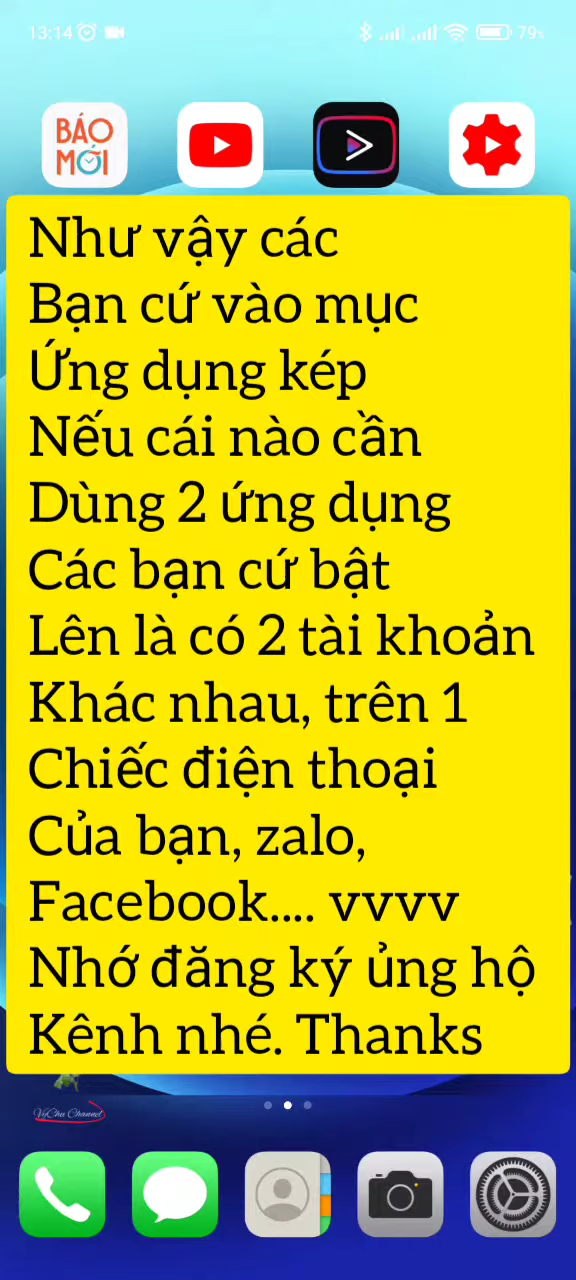 13:14
79%
BÁO
MỚI
Như vậy các
Bạn cứ vào mục
Ứng dụng kép
Nếu cái nào cần
Dùng 2 ứng dụng
Các bạn cứ bật
Lên là có 2 tài khoản
Khác nhau, trên 1
Chiếc điện thoại
Của bạn, zalo,
Facebook.... vvvv
Nhớ đăng ký ủng hộ
Kênh nhé. Thanks
VyChu Channel